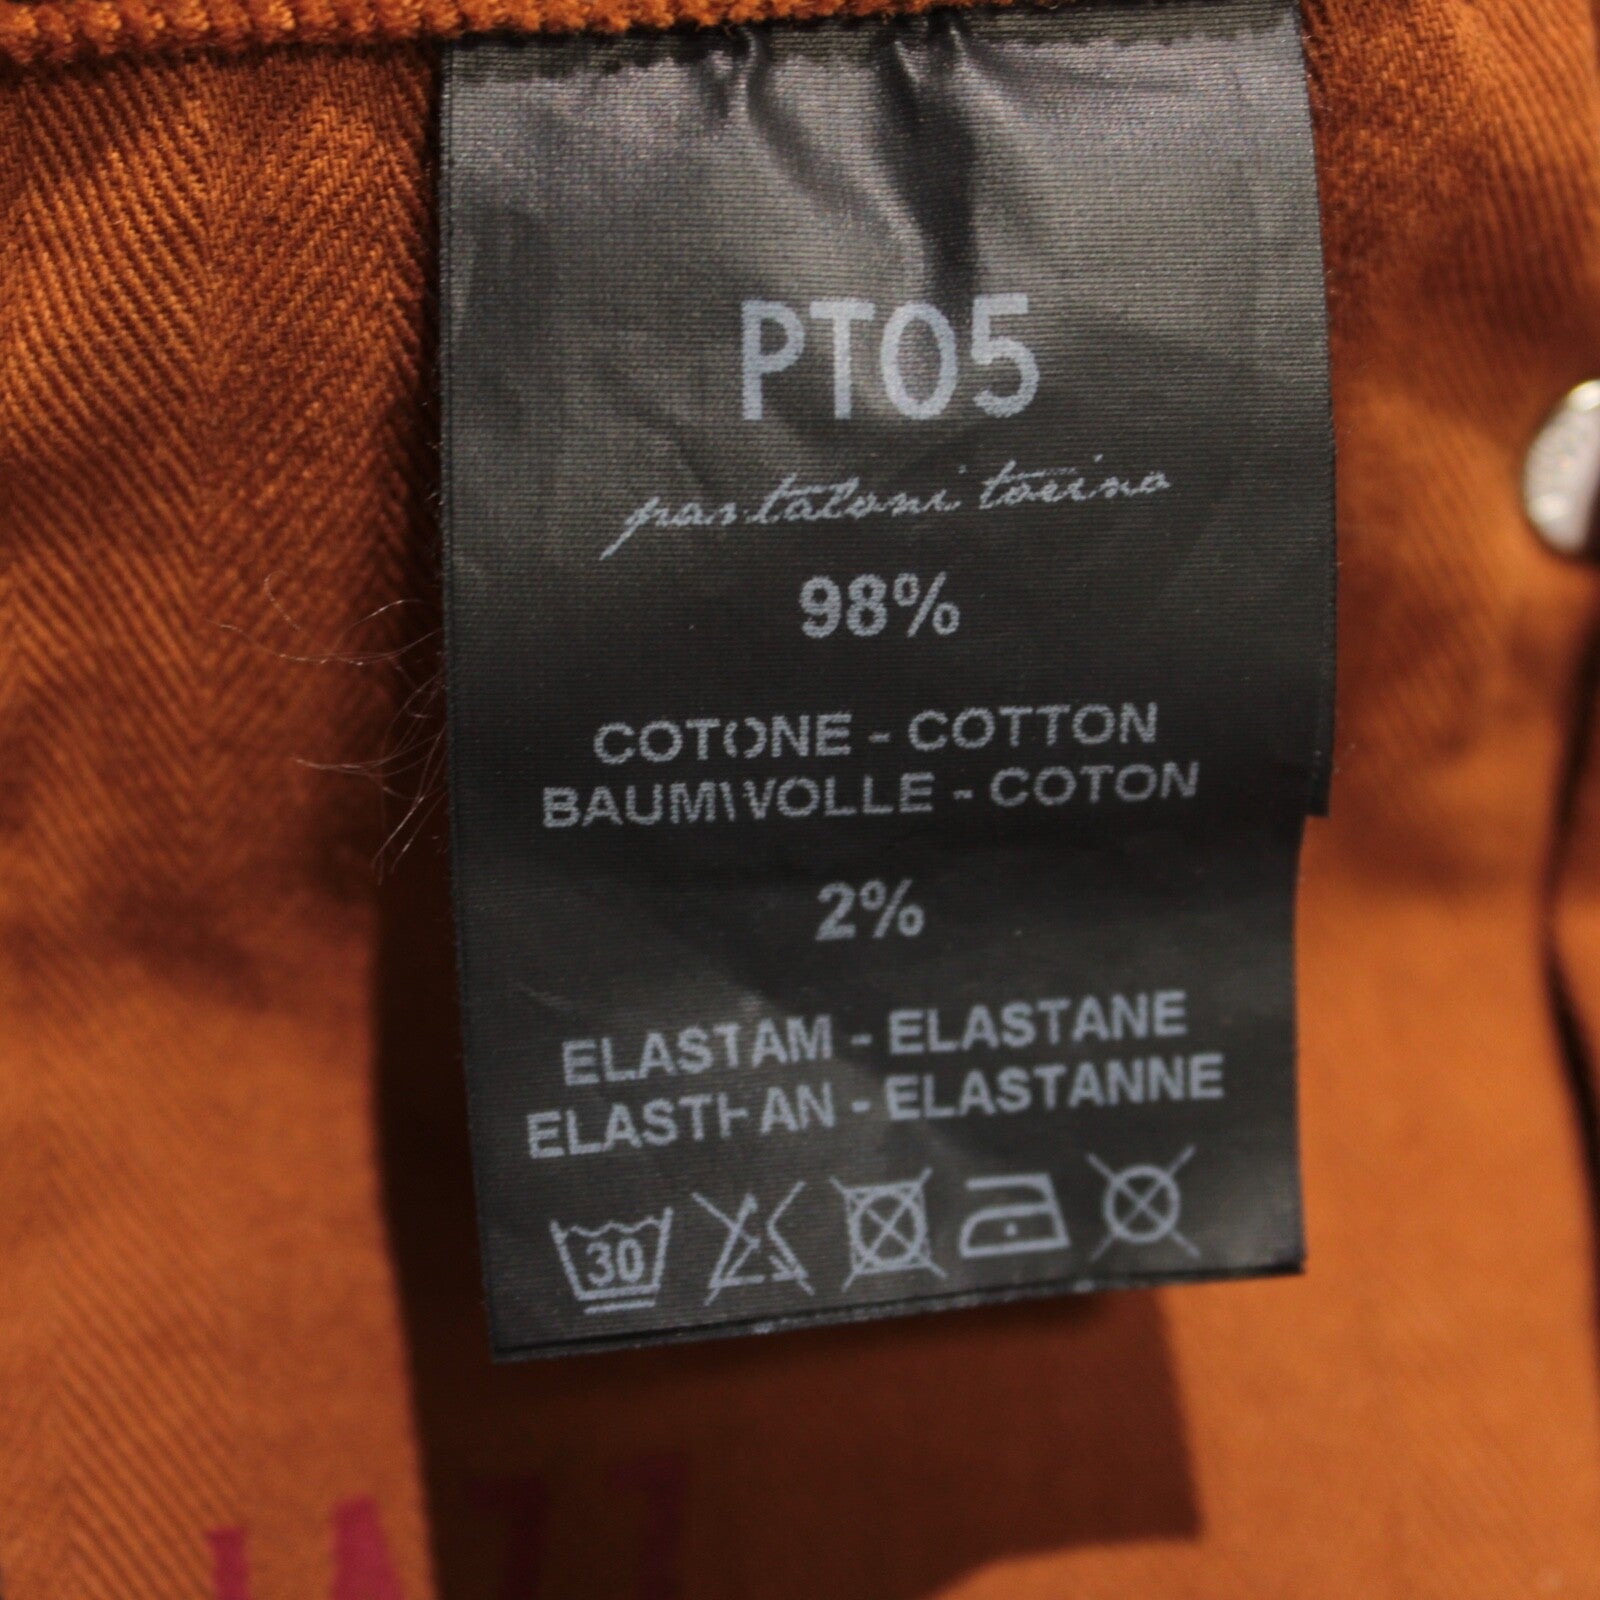 PT05
pantaloni torino
98%
COTONE - COTTON
BAUMWOLLE - COTON
2%
ELASTAM - ELASTANE
ELASTHAN - ELASTANNE
30